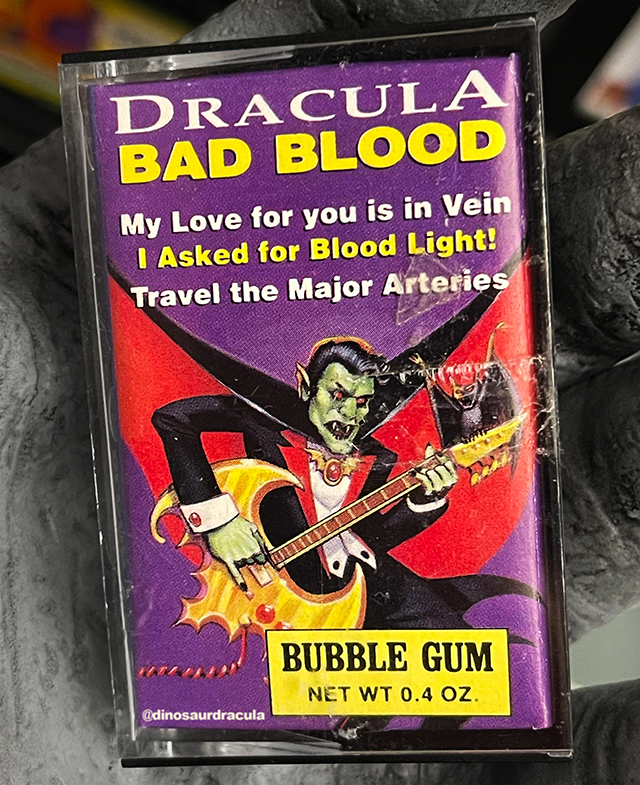 DRACULA
BAD BLOOD
My Love for you is in Vein
I Asked for Blood Light!
Travel the Major Arteries
BUBBLE GUM
NET WT 0.4 OZ.
@dinosaurdracula